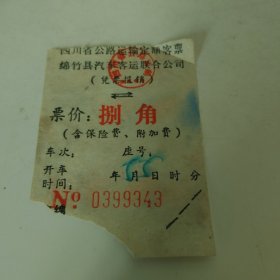 四川省公路运输定额客票
绵竹县汽车客运联合公司
(凭票报销)
票价:捌角
(含保险费、附加费)
车次: 座号:
开车
时间: 年 月 日 时 分
№ 0399343